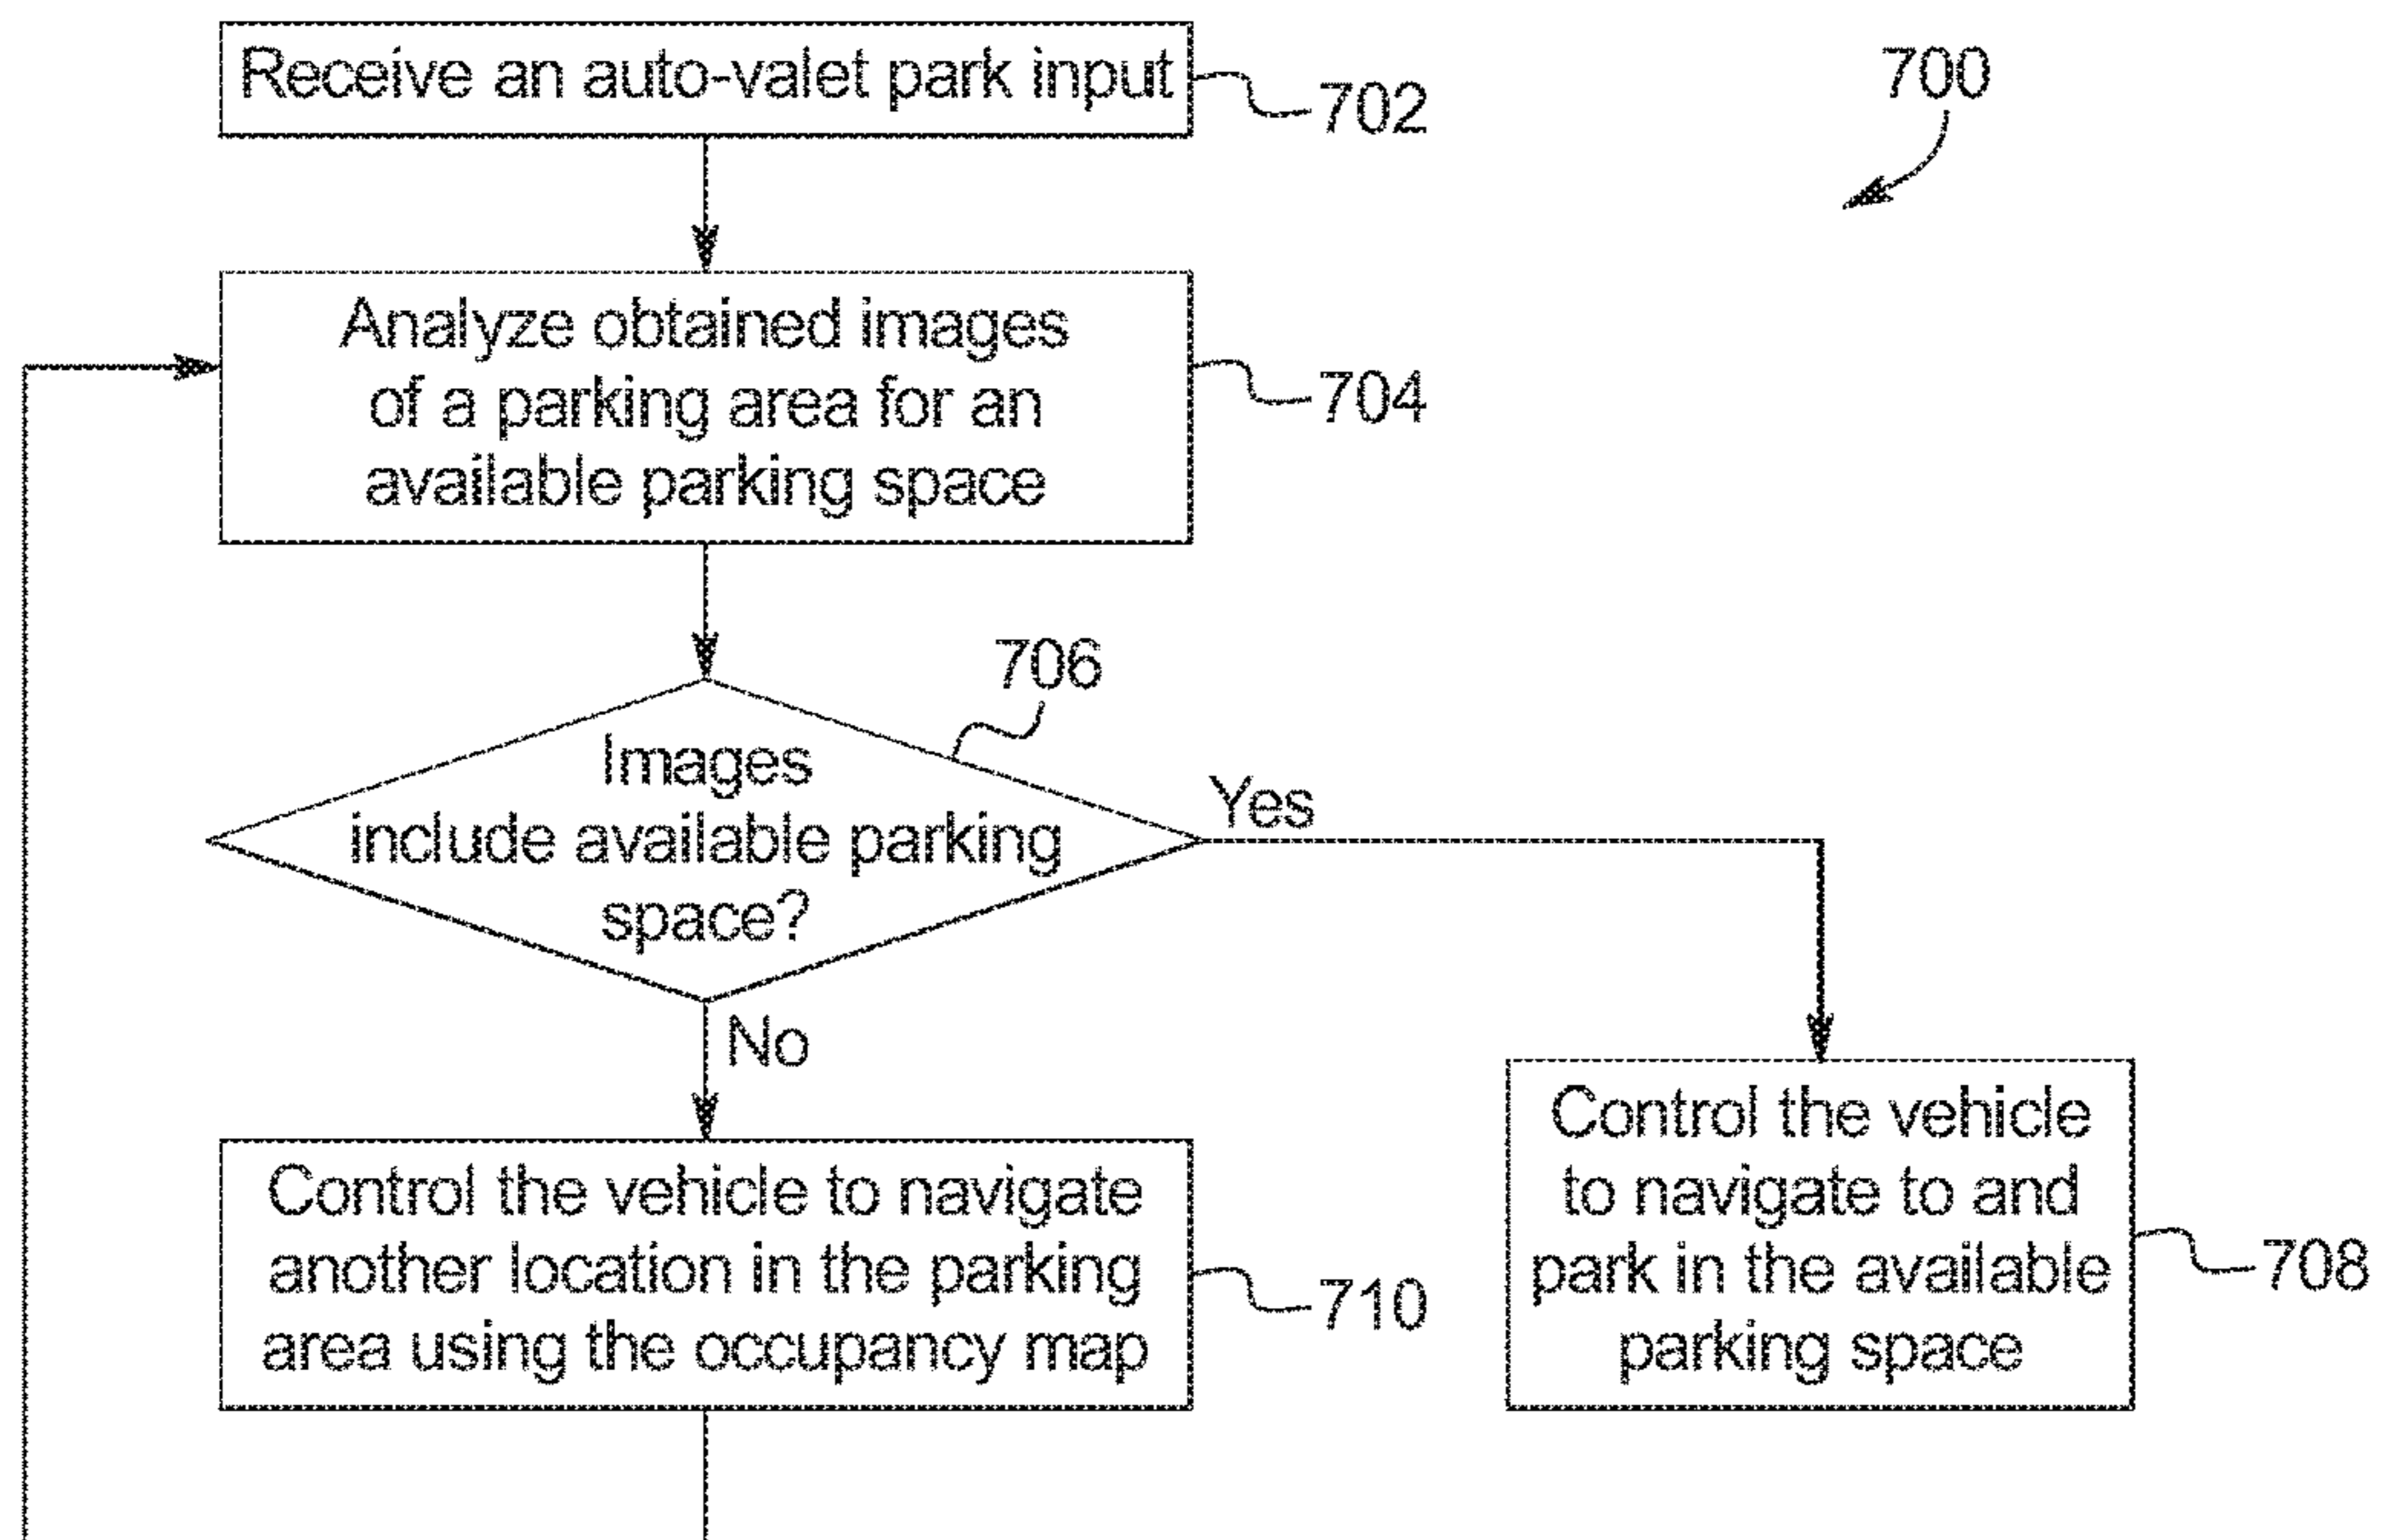 Receive an auto-valet park input
702
700
Analyze obtained images
of a parking area for an
available parking space
704
706
Images
include available parking
space?
Yes
No
Control the vehicle to navigate
another location in the parking
area using the occupancy map
710
Control the vehicle
to navigate to and
park in the available
parking space
708